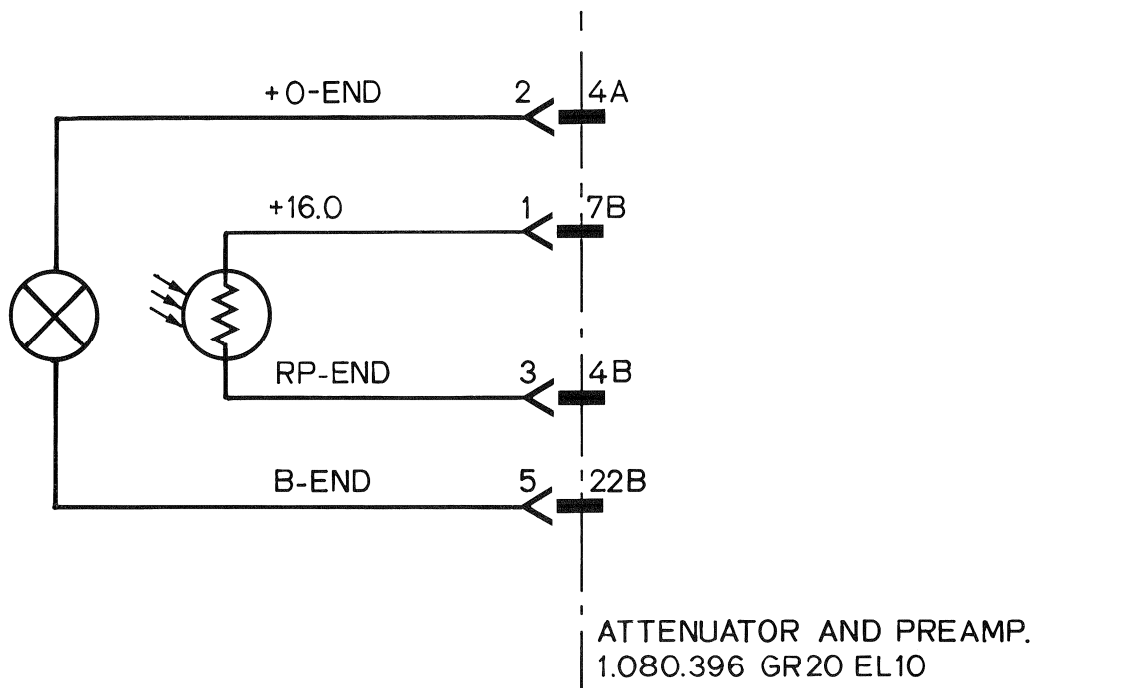 +0-END 2 4A
+16.0 1 7B
RP-END 3 4B
B-END 5 22B
ATTENUATOR AND PREAMP.
1.080.396 GR20 EL10